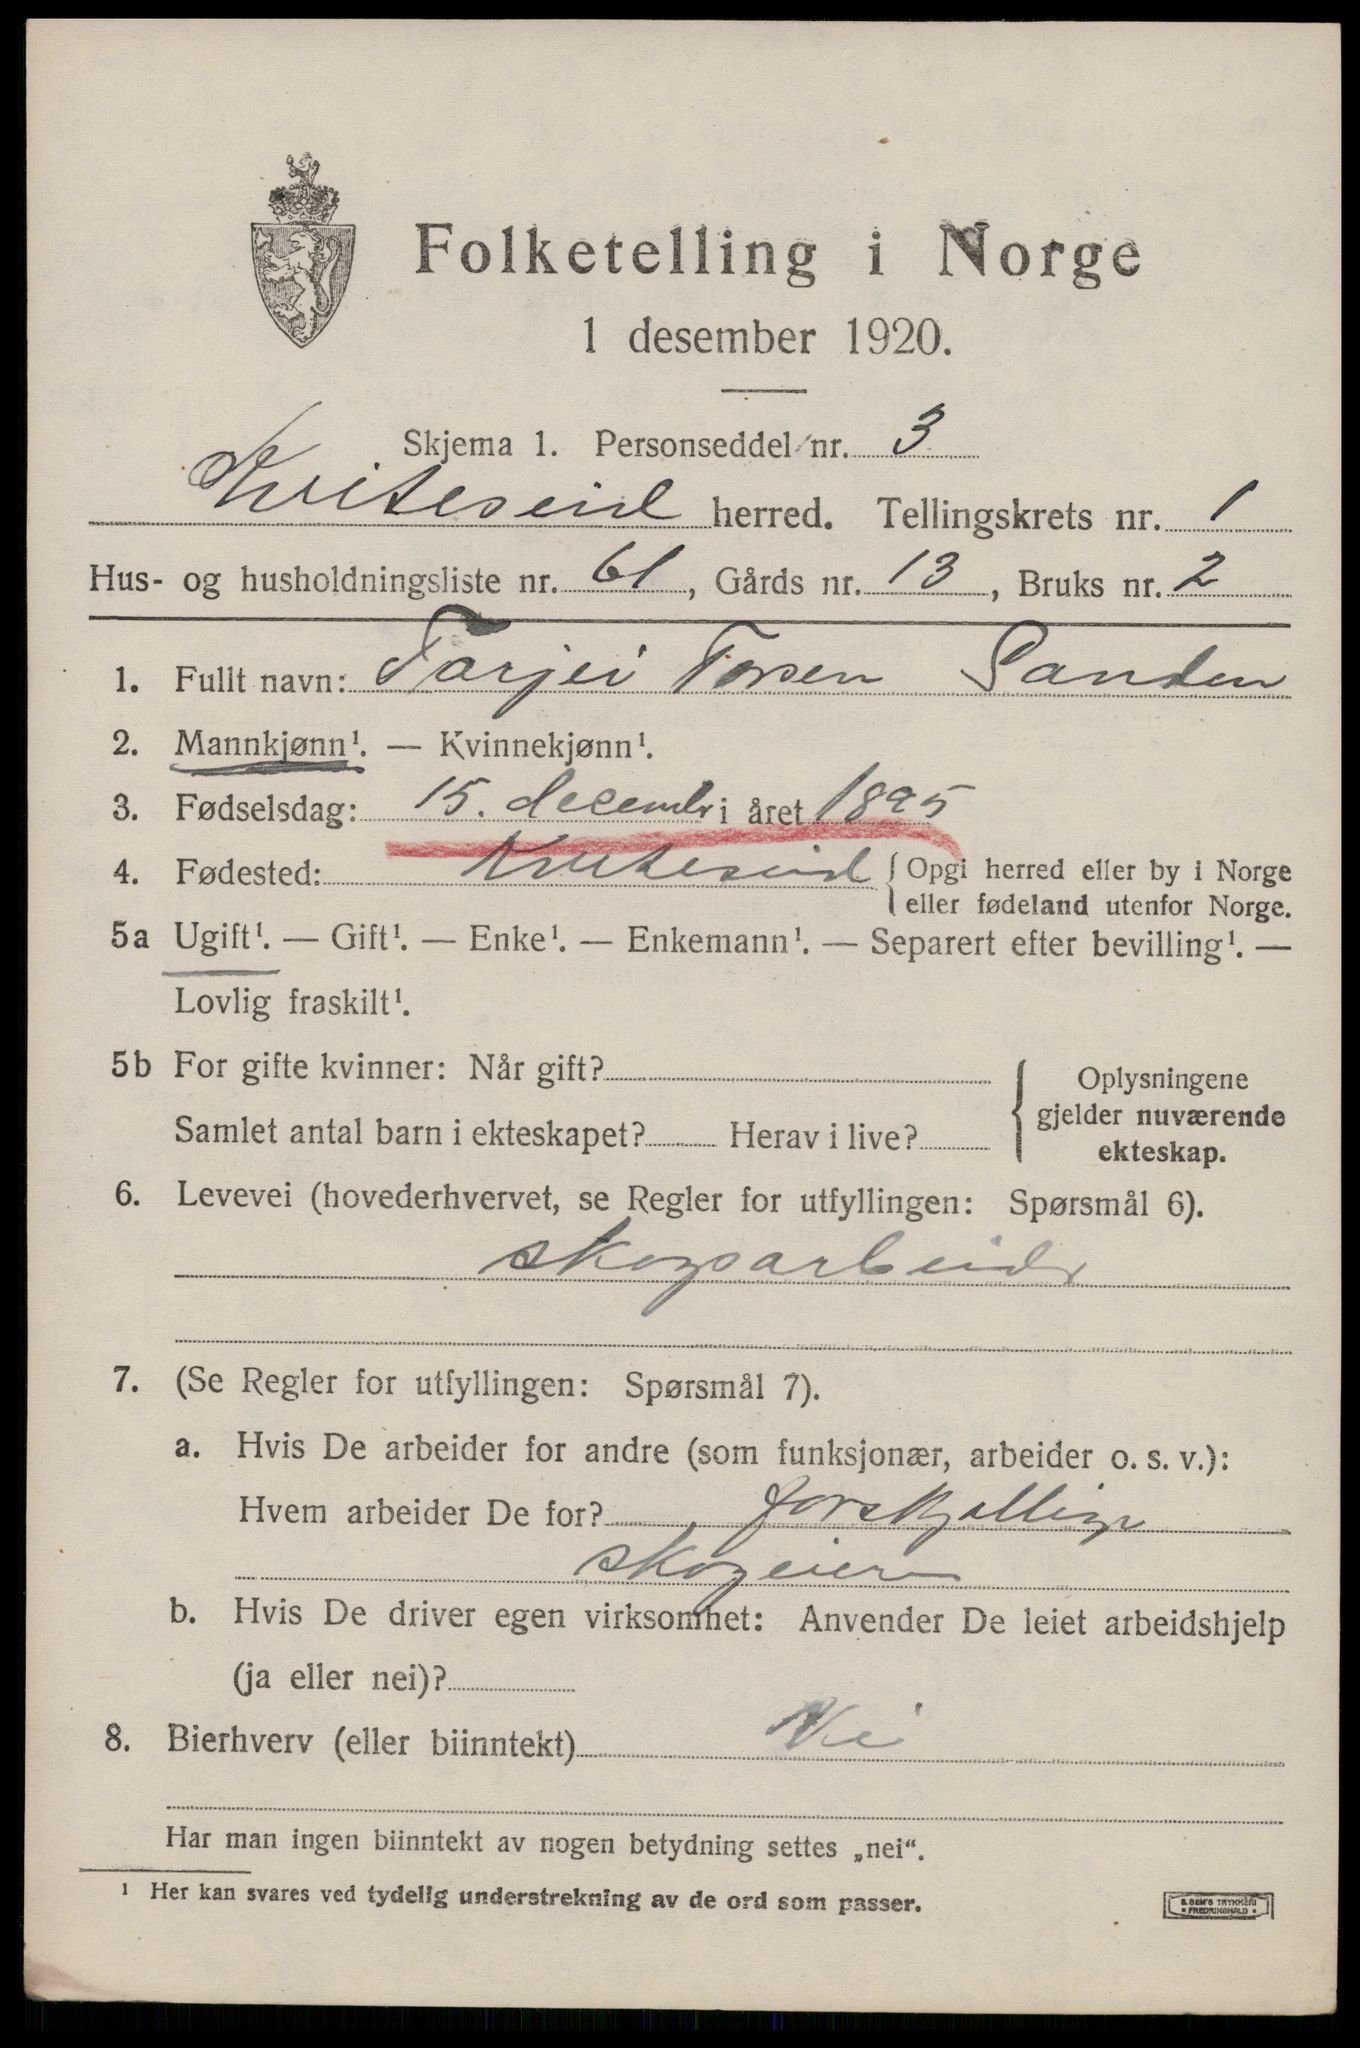 Folketelling i Norge
1 desember 1920.
Skjema 1. Personseddel nr. 3
Kviteseid herred. Tellingskrets nr. 1
Hus- og husholdningsliste nr. 61, Gårds nr. 13, Bruks nr. 2
1. Fullt navn: Tarjei Torsen Sanden
2. Mannkjønn¹. — Kvinnekjønn¹.
3. Fødselsdag: 15. decembr i året 1895
4. Fødested: Kviteseid { Opgi herred eller by i Norge
eller fødeland utenfor Norge.
5a Ugift¹. — Gift¹. — Enke¹. — Enkemann¹. — Separert efter bevilling¹. —
Lovlig fraskilt¹.
5b For gifte kvinner: Når gift?
Samlet antal barn i ekteskapet? Herav i live?
Oplysningene
gjelder nuværende
ekteskap.
6. Levevei (hovederhvervet, se Regler for utfyllingen: Spørsmål 6).
skogsarbeidr
7. (Se Regler for utfyllingen: Spørsmål 7).
a. Hvis De arbeider for andre (som funksjonær, arbeider o. s. v.):
Hvem arbeider De for? forskjellige
skogeiere
b. Hvis De driver egen virksomhet: Anvender De leiet arbeidshjelp
(ja eller nei)?
8. Bierhverv (eller biinntekt) Nei
Har man ingen biinntekt av nogen betydning settes „nei“.
¹ Her kan svares ved tydelig understrekning av de ord som passer.
S. SEM'S TRYKKERI
• FREDRIKSHALD •